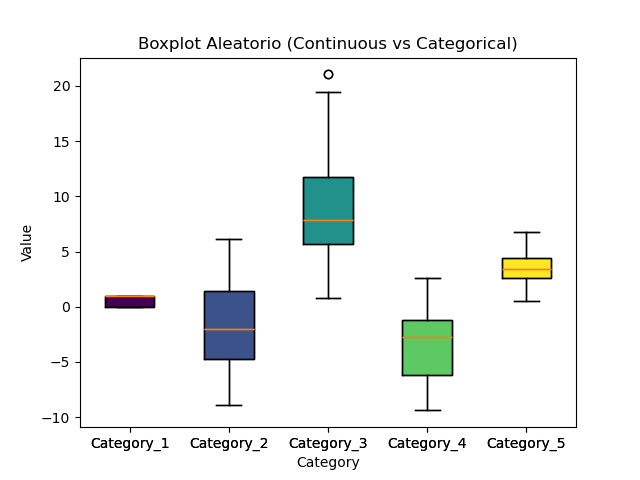 Boxplot Aleatorio (Continuous vs Categorical)
20
15
10
5
0
−5
−10
Value
Category_1 Category_2 Category_3 Category_4 Category_5
Category